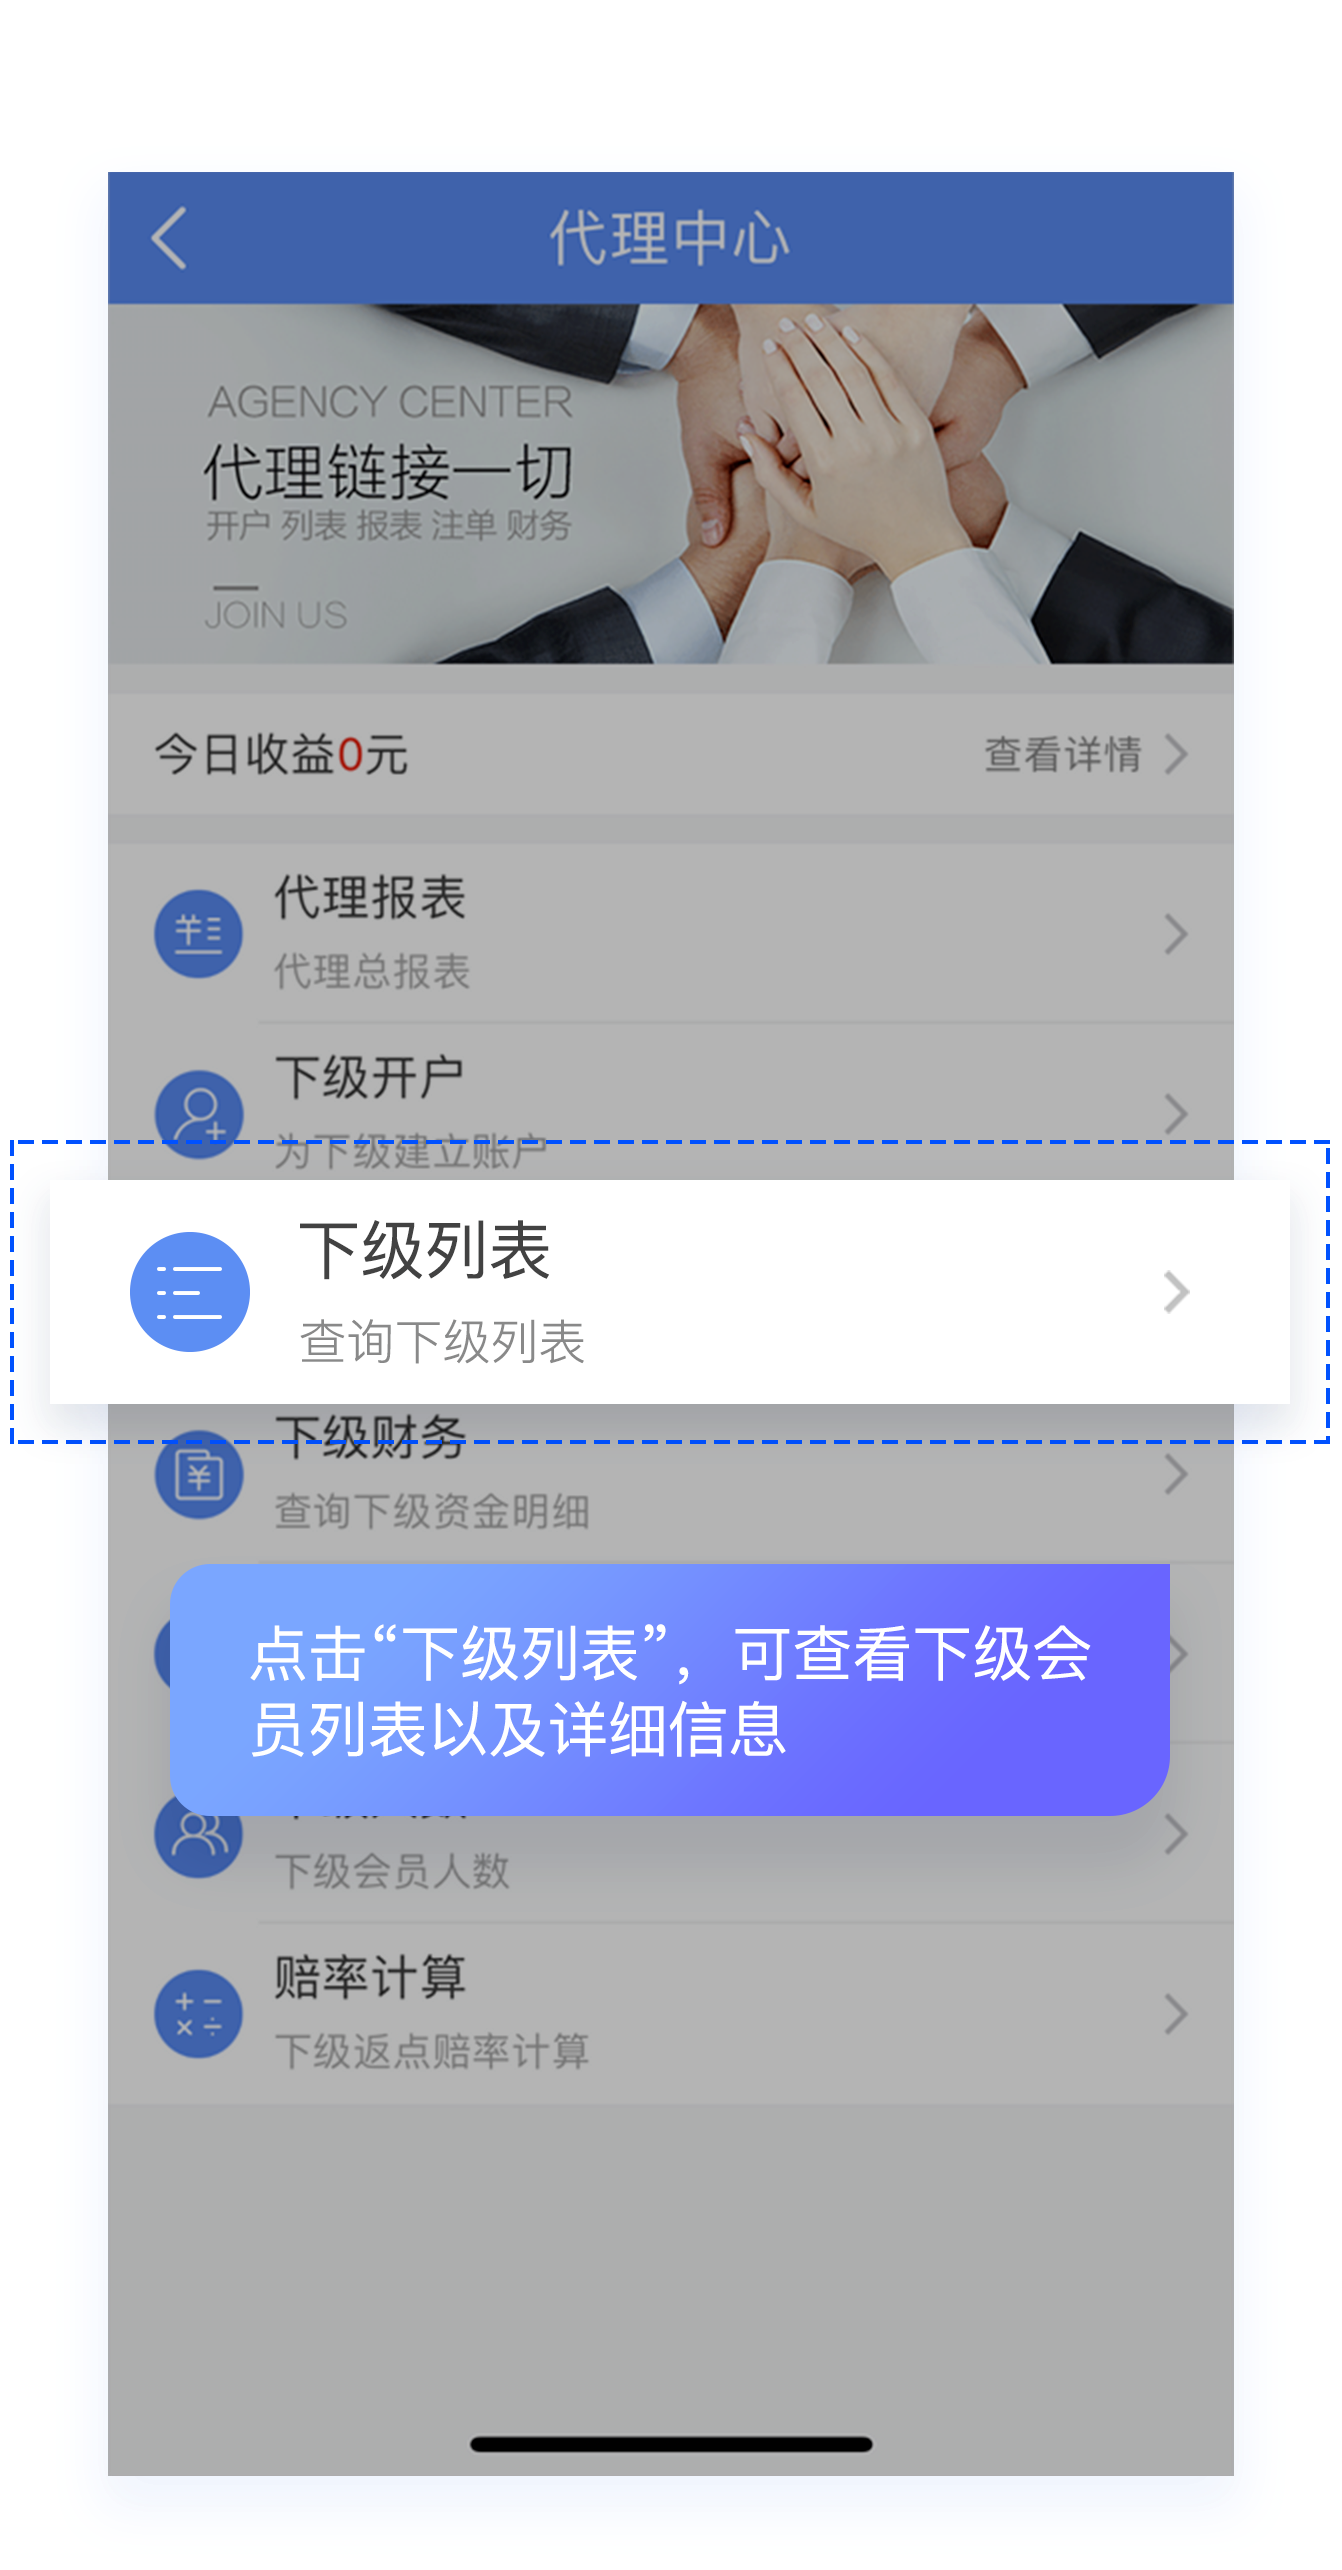 代理中心
AGENCY CENTER
代理链接一切
开户 列表 报表 注单 财务
JOIN US
今日收益0元
查看详情
代理报表
代理总报表
下级开户
为下级建立账户
下级列表
查询下级列表
下级财务
查询下级资金明细
点击“下级列表”，可查看下级会
员列表以及详细信息
下级会员人数
赔率计算
下级返点赔率计算